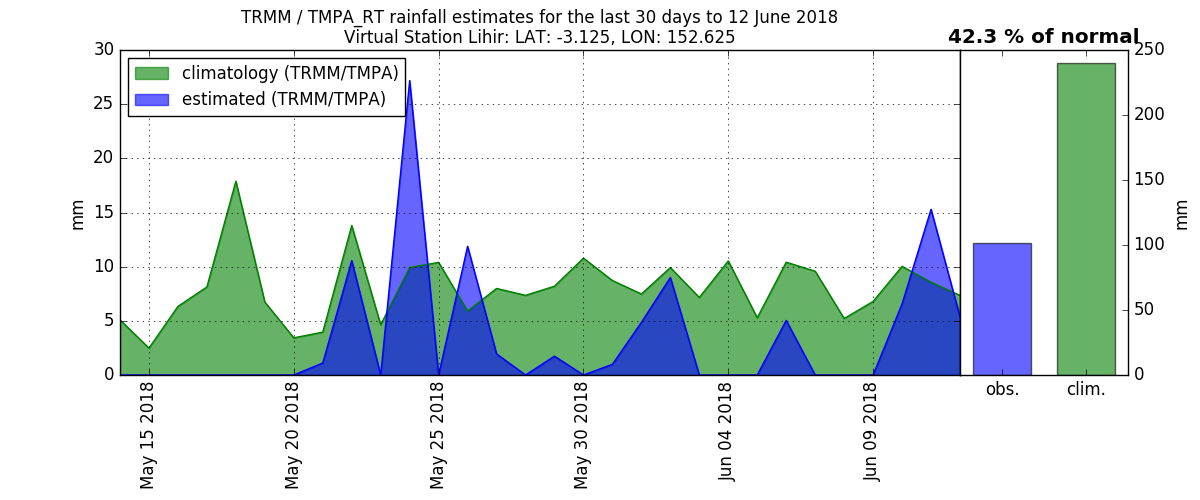 TRMM / TMPA_RT rainfall estimates for the last 30 days to 12 June 2018
Virtual Station Lihir: LAT: -3.125, LON: 152.625
42.3 % of normal
climatology (TRMM/TMPA)
estimated (TRMM/TMPA)
30
25
20
15
10
5
0
mm
May 15 2018
May 20 2018
May 25 2018
May 30 2018
Jun 04 2018
Jun 09 2018
obs.
clim.
250
200
150
100
50
0
mm